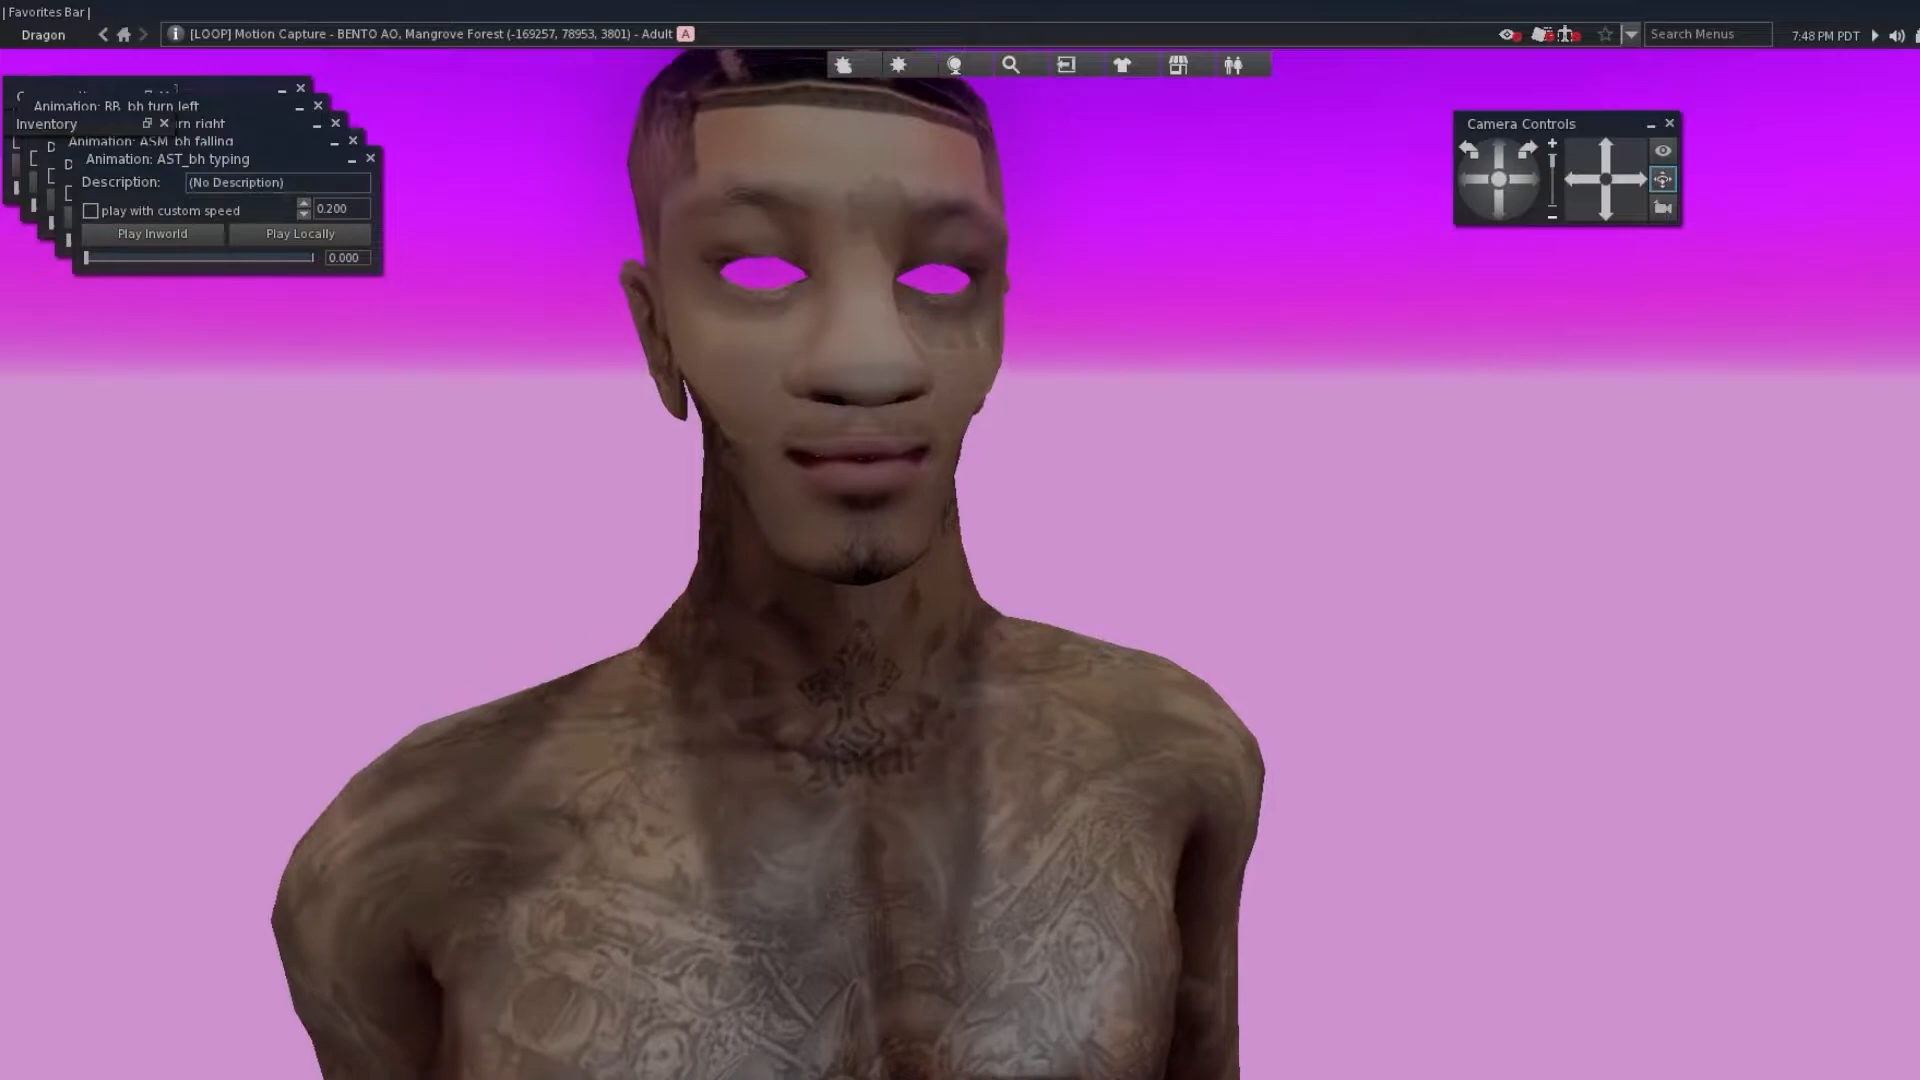 | Favorites Bar |
Dragon
[LOOP] Motion Capture - BENTO AO, Mangrove Forest (-169257, 78953, 3801) - Adult A
Search Menus
7:48 PM PDT
Animation: RB_bh turn left
Inventory
urn right
Animation: ASM_bh falling
Animation: AST_bh typing
Description: (No Description)
play with custom speed 0.200
Play Inworld Play Locally
0.000
Camera Controls